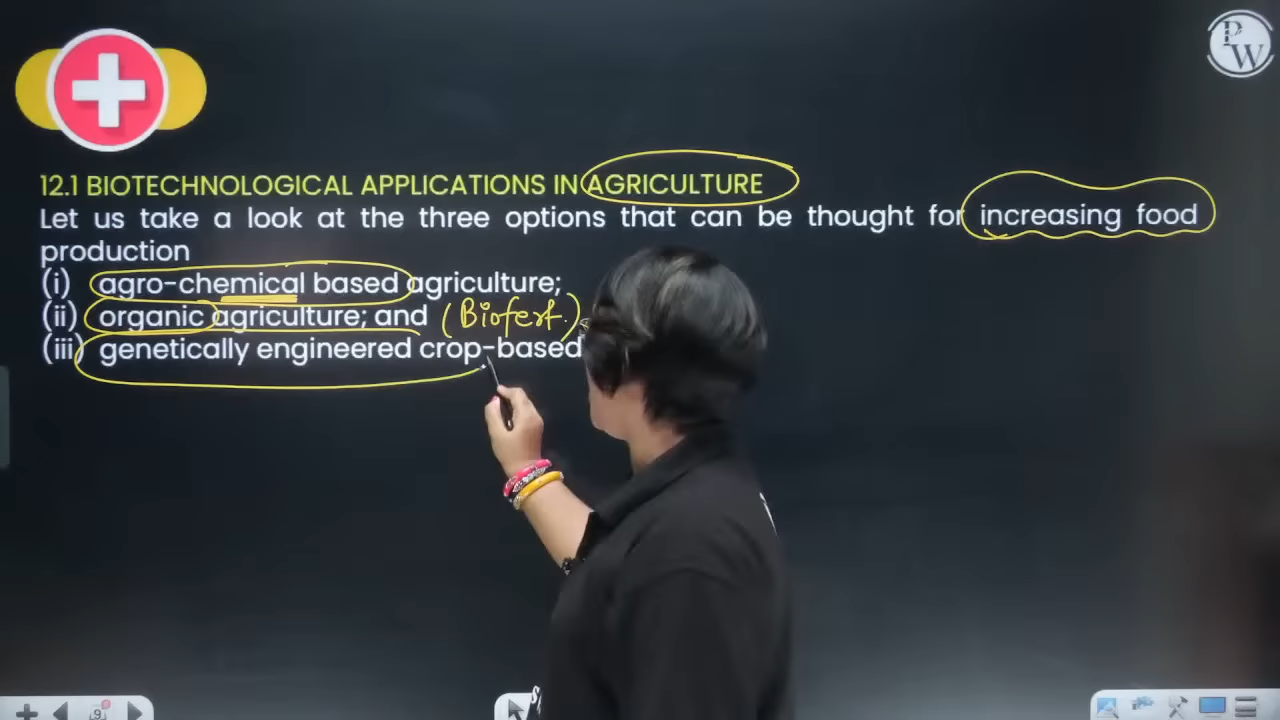 PW
12.1 BIOTECHNOLOGICAL APPLICATIONS IN AGRICULTURE
Let us take a look at the three options that can be thought for increasing food
production
(i) agro-chemical based agriculture;
(ii) organic agriculture; and (Biofert.)
(iii) genetically engineered crop-based